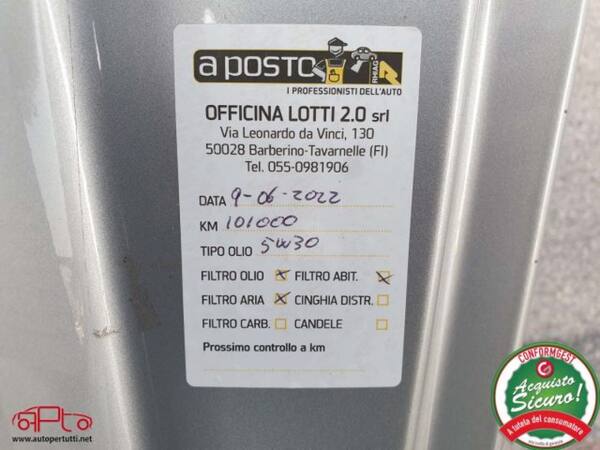 a posto
RHIAG
I PROFESSIONISTI DELL'AUTO
OFFICINA LOTTI 2.0 srl
Via Leonardo da Vinci, 130
50028 Barberino-Tavarnelle (FI)
Tel. 055-0981906
DATA 9-06-2022
KM 101000
TIPO OLIO 5W30
FILTRO OLIO FILTRO ABIT.
FILTRO ARIA CINGHIA DISTR.
FILTRO CARB. CANDELE
Prossimo controllo a km
www.autopertutti.net
CONFORMGEST
Acquisto
Sicuro!
A tutela del consumatore